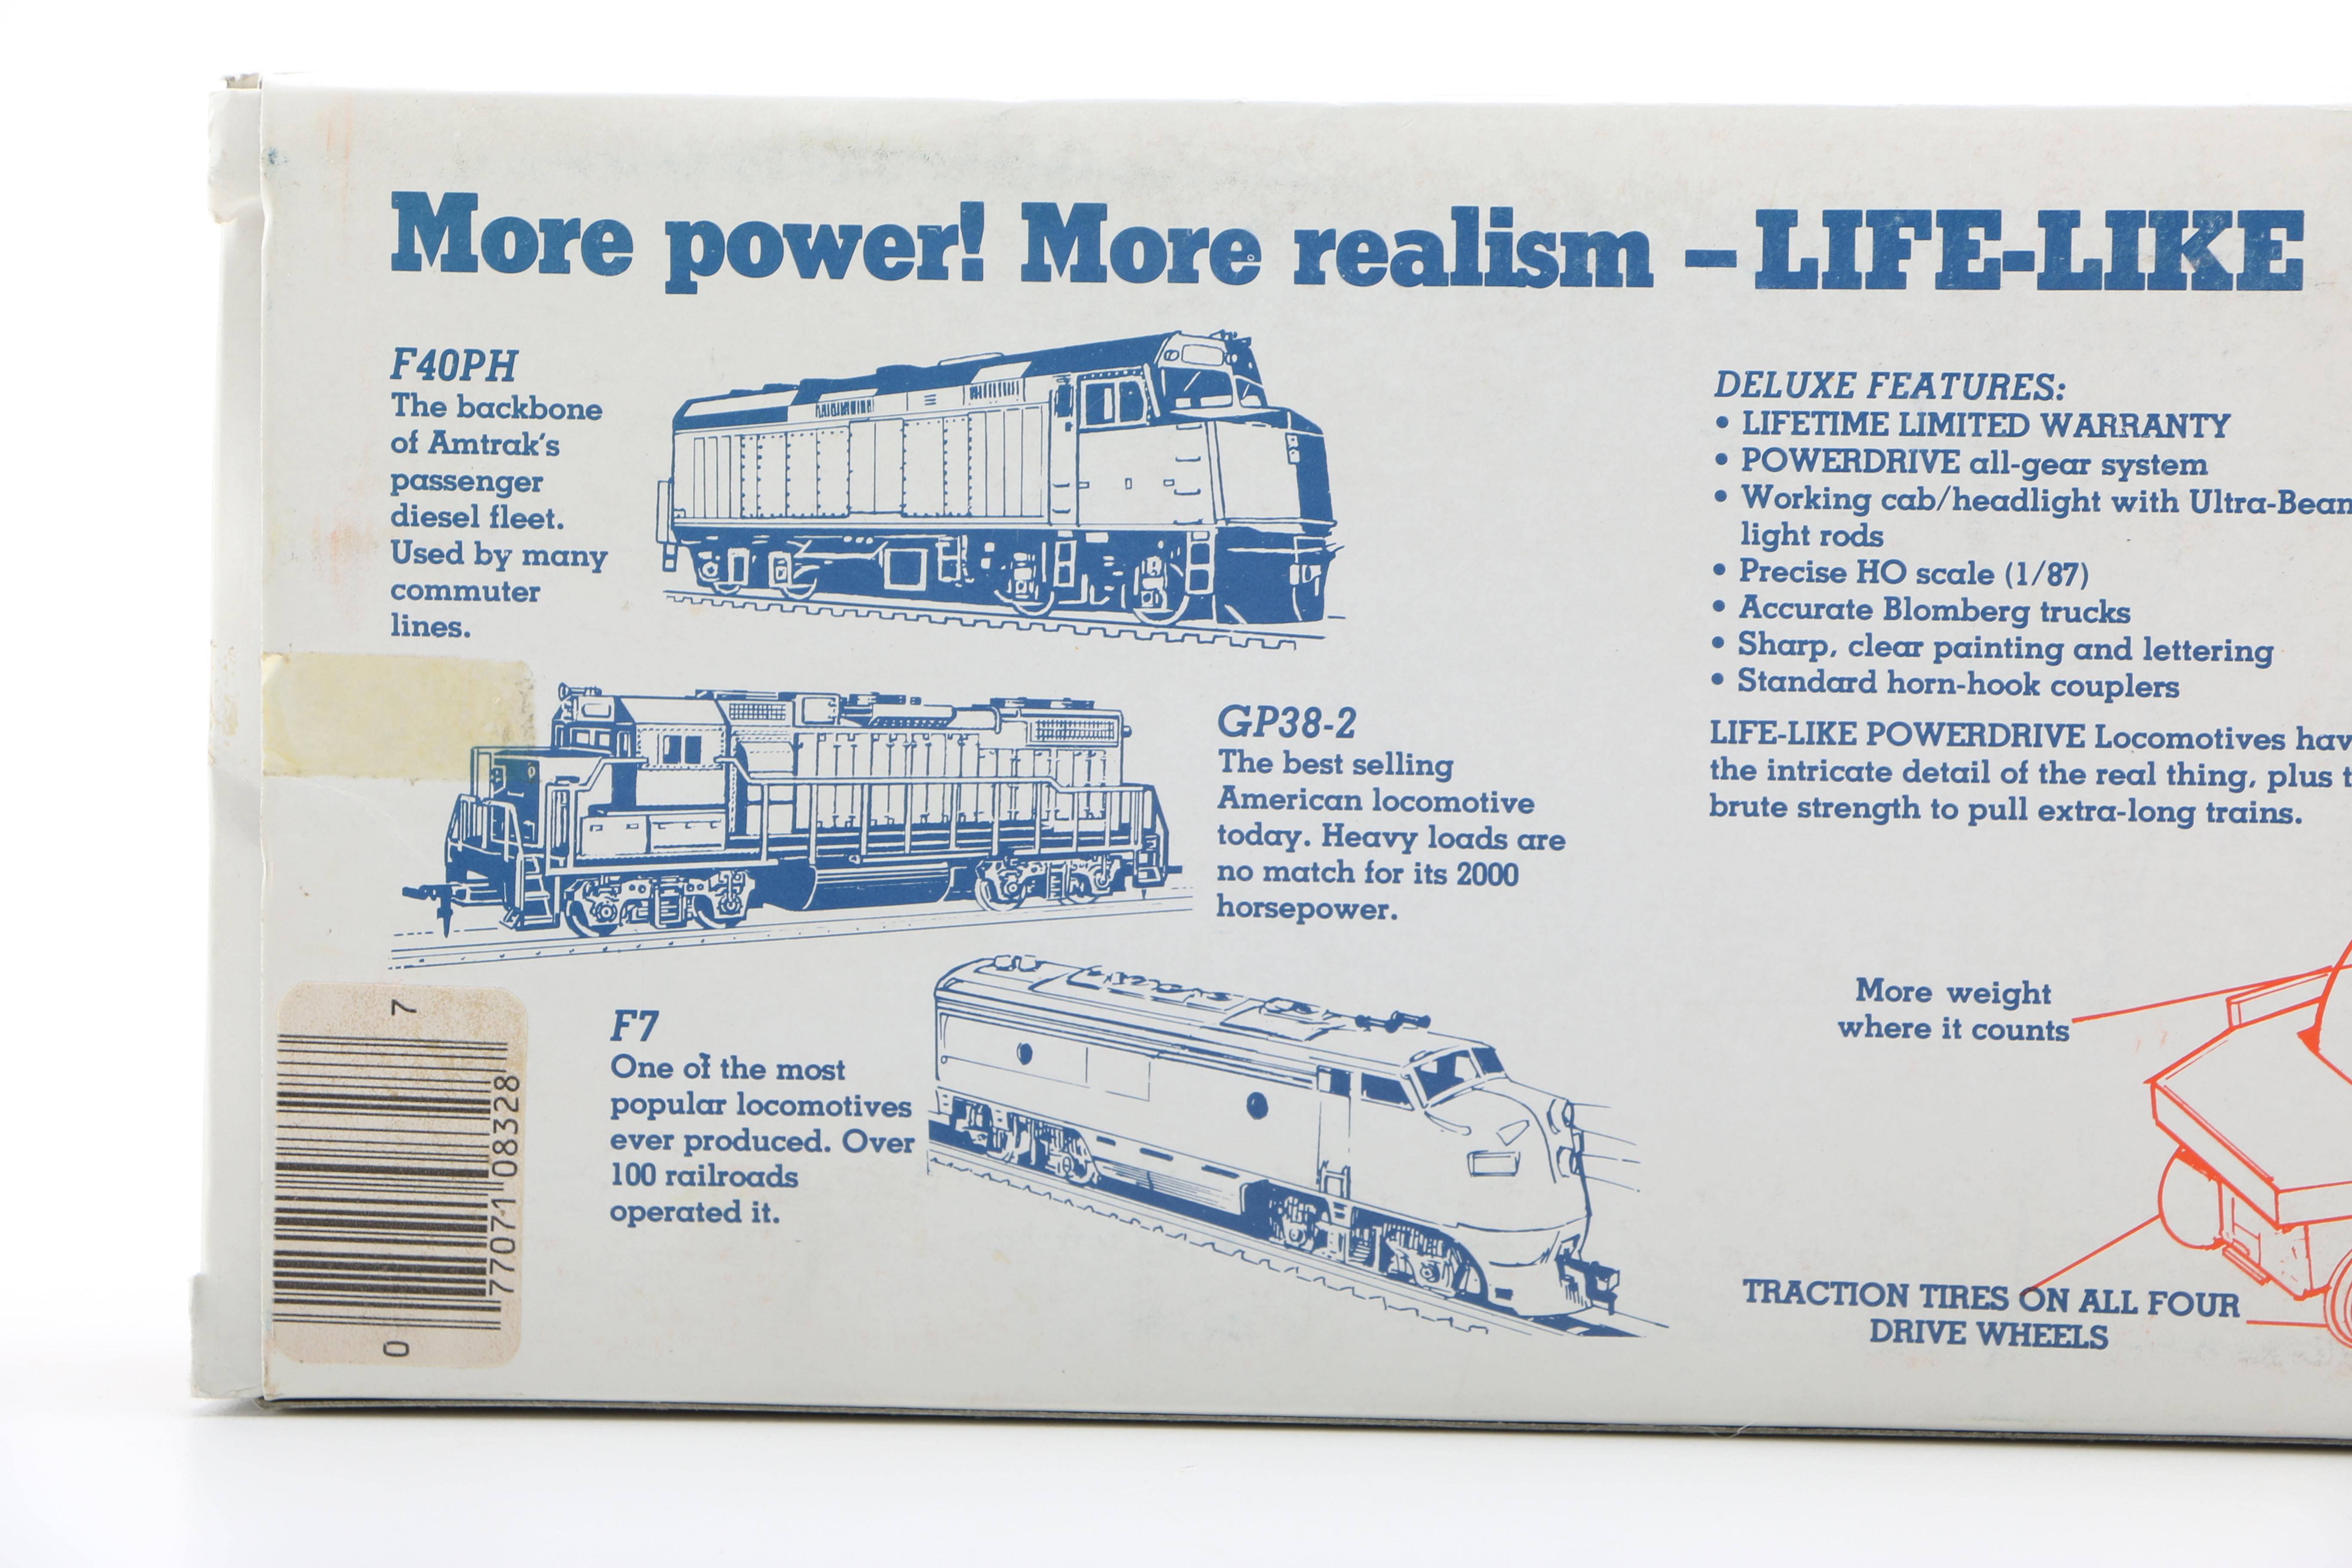 More power! More realism – LIFE-LIKE
F40PH
The backbone
of Amtrak's
passenger
diesel fleet.
Used by many
commuter
lines.
GP38-2
The best selling
American locomotive
today. Heavy loads are
no match for its 2000
horsepower.
F7
One of the most
popular locomotives
ever produced. Over
100 railroads
operated it.
DELUXE FEATURES:
• LIFETIME LIMITED WARRANTY
• POWERDRIVE all-gear system
• Working cab/headlight with Ultra-Bean
light rods
• Precise HO scale (1/87)
• Accurate Blomberg trucks
• Sharp, clear painting and lettering
• Standard horn-hook couplers
LIFE-LIKE POWERDRIVE Locomotives hav
the intricate detail of the real thing, plus t
brute strength to pull extra-long trains.
More weight
where it counts
TRACTION TIRES ON ALL FOUR
DRIVE WHEELS
0 77071 08328 7